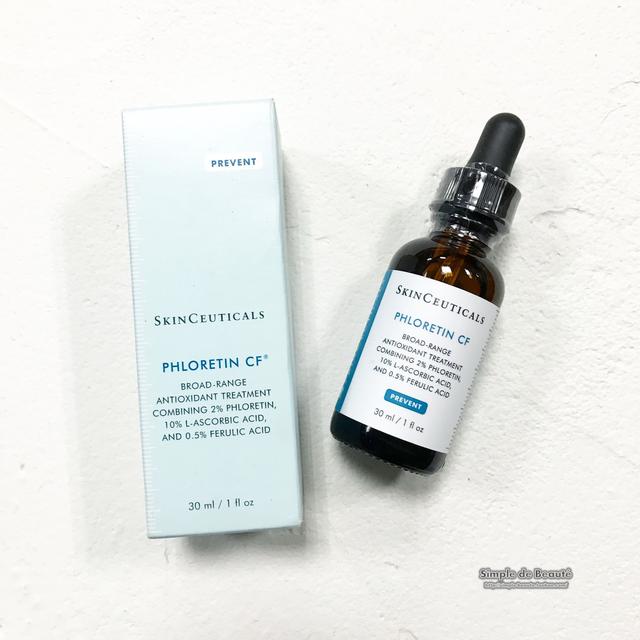 PREVENT
SKINCEUTICALS
PHLORETIN CF®
BROAD-RANGE
ANTIOXIDANT TREATMENT
COMBINING 2% PHLORETIN,
10% L-ASCORBIC ACID,
AND 0.5% FERULIC ACID
30 ml / 1 fl oz
SKINCEUTICALS
PHLORETIN CF
BROAD-RANGE
ANTIOXIDANT TREATMENT
COMBINING 2% PHLORETIN,
10% L-ASCORBIC ACID,
AND 0.5% FERULIC ACID
PREVENT
30 ml / 1 fl oz
Simple de Beauté